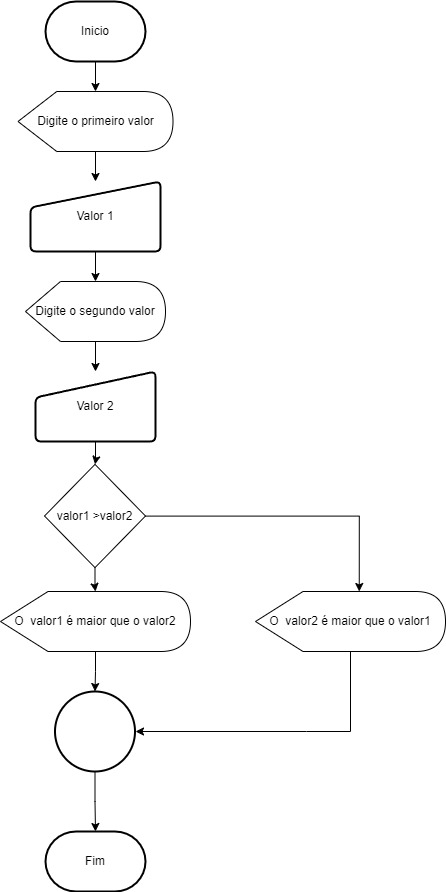 Inicio
Digite o primeiro valor
Valor 1
Digite o segundo valor
Valor 2
valor1 >valor2
O  valor1 é maior que o valor2
O  valor2 é maior que o valor1
Fim